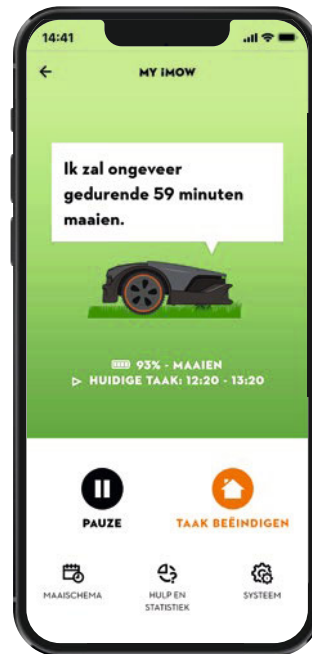 14:41
MY iMOW
Ik zal ongeveer
gedurende 59 minuten
maaien.
93% - MAAIEN
HUIDIGE TAAK: 12:20 - 13:20
PAUZE
TAAK BEËINDIGEN
MAAISCHEMA
HULP EN
STATISTIEK
SYSTEEM